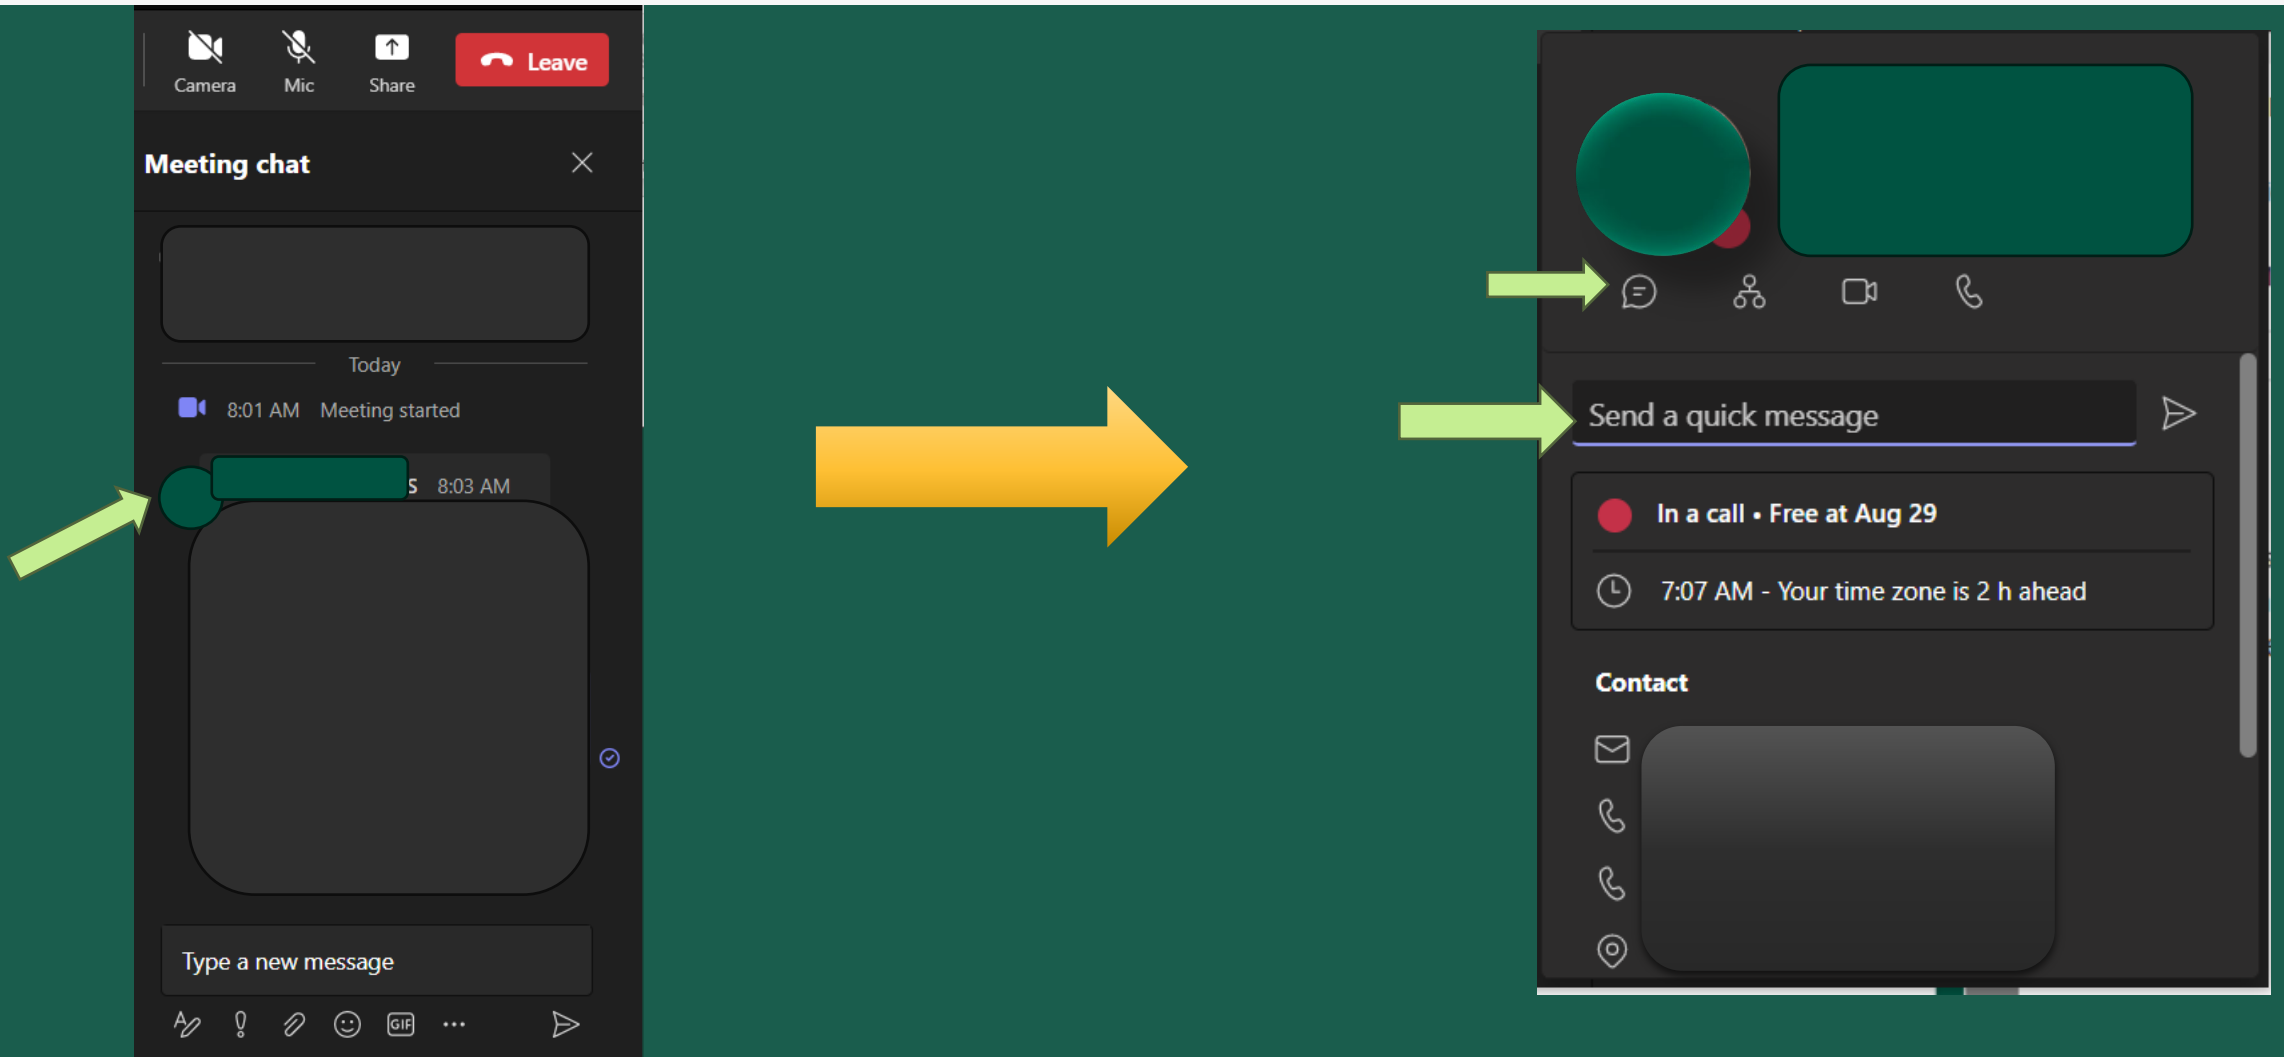 Camera
Mic
Share
Leave
Meeting chat
Today
8:01 AM Meeting started
S 8:03 AM
Type a new message
GIF
Send a quick message
In a call • Free at Aug 29
7:07 AM - Your time zone is 2 h ahead
Contact